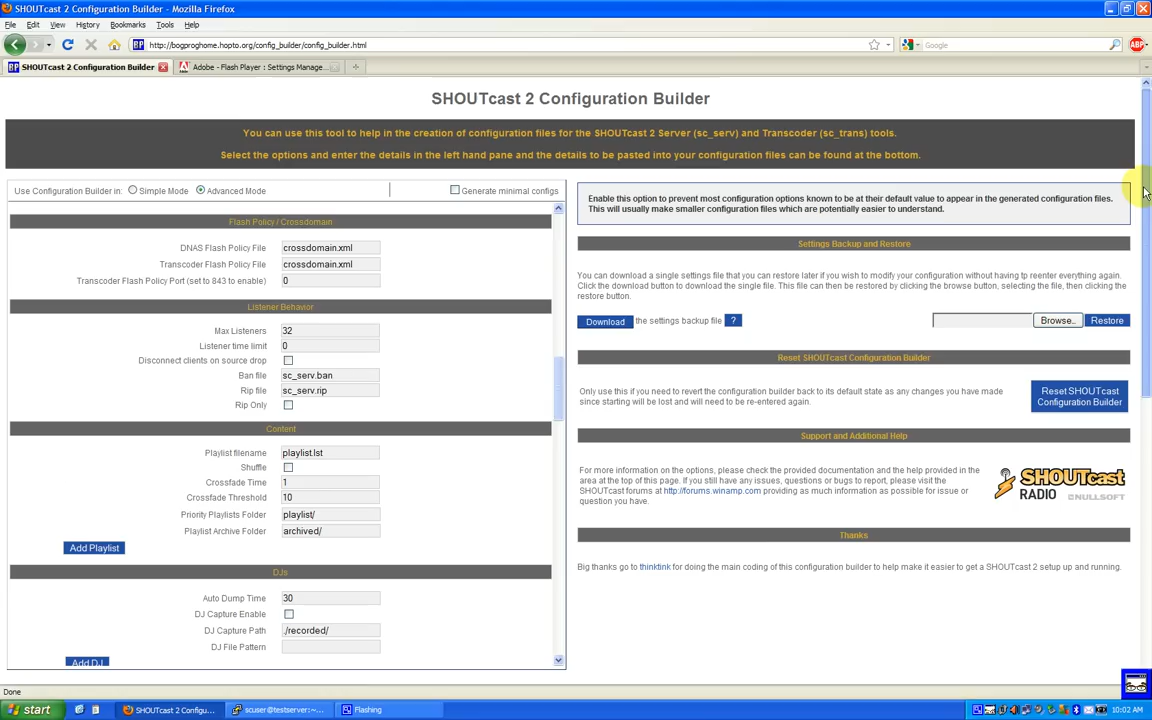 SHOUTcast 2 Configuration Builder - Mozilla Firefox
File Edit View History Bookmarks Tools Help
http://bogproghome.hopto.org/config_builder/config_builder.html
Google
ABP
SHOUTcast 2 Configuration Builder
Adobe - Flash Player : Settings Manage...
SHOUTcast 2 Configuration Builder
You can use this tool to help in the creation of configuration files for the SHOUTcast 2 Server (sc_serv) and Transcoder (sc_trans) tools.
Select the options and enter the details in the left hand pane and the details to be pasted into your configuration files can be found at the bottom.
Use Configuration Builder in: Simple Mode Advanced Mode
Generate minimal configs
Flash Policy / Crossdomain
DNAS Flash Policy File crossdomain.xml
Transcoder Flash Policy File crossdomain.xml
Transcoder Flash Policy Port (set to 843 to enable) 0
Listener Behavior
Max Listeners 32
Listener time limit 0
Disconnect clients on source drop
Ban file sc_serv.ban
Rip file sc_serv.rip
Rip Only
Content
Playlist filename playlist.lst
Shuffle
Crossfade Time 1
Crossfade Threshold 10
Priority Playlists Folder playlist/
Playlist Archive Folder archived/
Add Playlist
DJs
Auto Dump Time 30
DJ Capture Enable
DJ Capture Path ./recorded/
DJ File Pattern
Add DJ
Enable this option to prevent most configuration options known to be at their default value to appear in the generated configuration files.
This will usually make smaller configuration files which are potentially easier to understand.
Settings Backup and Restore
You can download a single settings file that you can restore later if you wish to modify your configuration without having tp reenter everything again.
Click the download button to download the single file. This file can then be restored by clicking the browse button, selecting the file, then clicking the
restore button.
Download the settings backup file ?
Browse... Restore
Reset SHOUTcast Configuration Builder
Only use this if you need to revert the configuration builder back to its default state as any changes you have made
since starting will be lost and will need to be re-entered again.
Reset SHOUTcast
Configuration Builder
Support and Additional Help
For more information on the options, please check the provided documentation and the help provided in the
area at the top of this page. If you still have any issues, questions or bugs to report, please visit the
SHOUTcast forums at http://forums.winamp.com providing as much information as possible for issue or
question you have.
SHOUTcast
RADIO NULLSOFT
Thanks
Big thanks go to thinktink for doing the main coding of this configuration builder to help make it easier to get a SHOUTcast 2 setup up and running.
Done
start
SHOUTcast 2 Configu...
scuser@testserver:~...
Flashing
10:02 AM